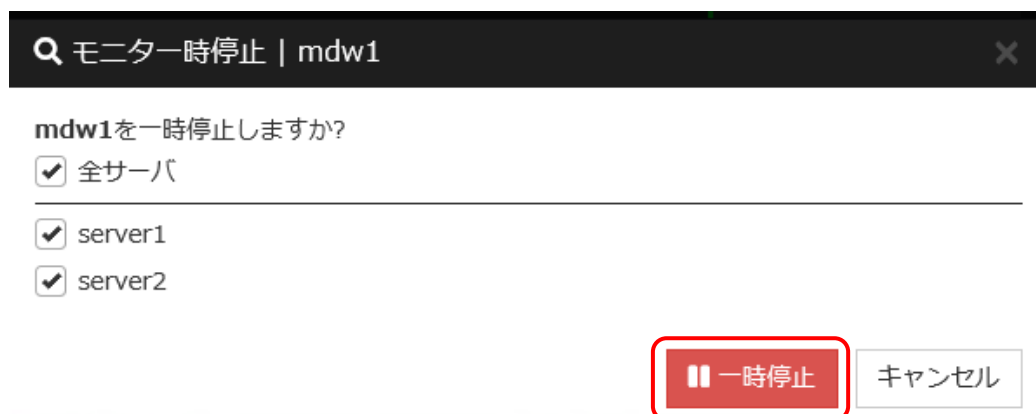 モニタ一時停止 | mdw1
mdw1を一時停止しますか?
全サーバ
server1
server2
一時停止
キャンセル